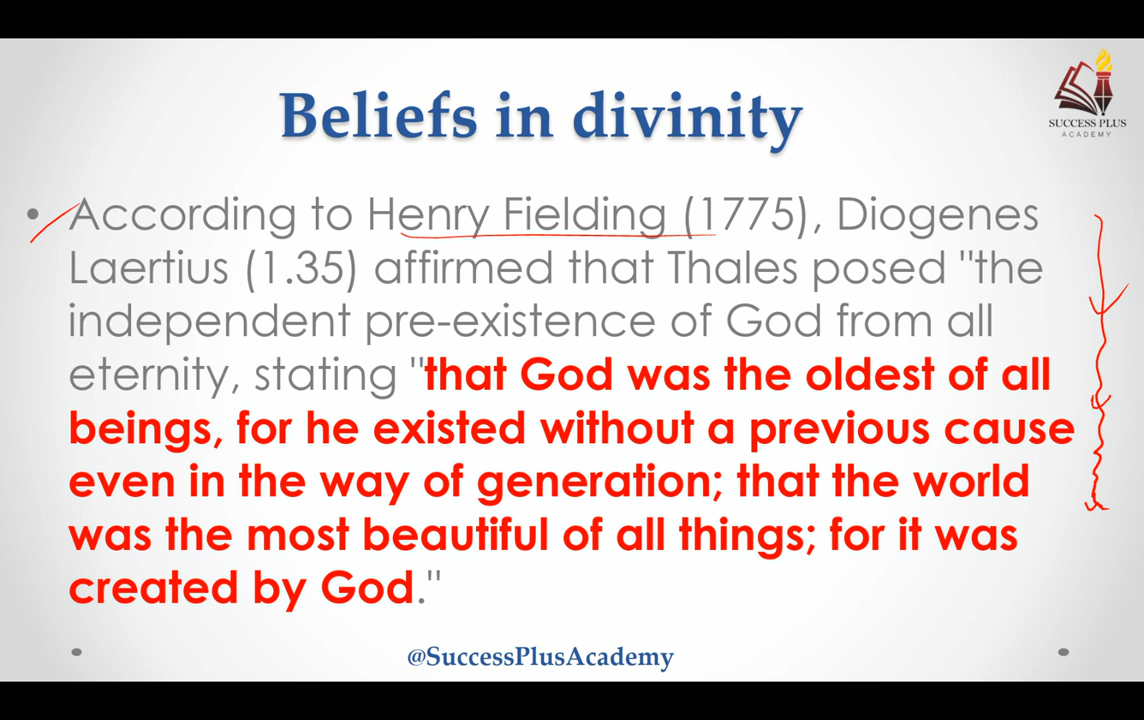 SUCCESS PLUS
ACADEMY
Beliefs in divinity
• According to Henry Fielding (1775), Diogenes
Laertius (1.35) affirmed that Thales posed "the
independent pre-existence of God from all
eternity, stating "that God was the oldest of all
beings, for he existed without a previous cause
even in the way of generation; that the world
was the most beautiful of all things; for it was
created by God."
@SuccessPlusAcademy